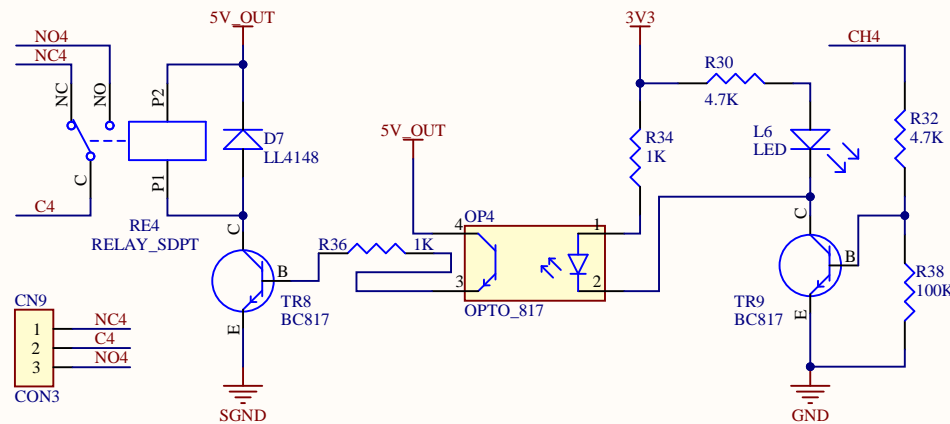 5V_OUT
3V3
NO4
CH4
NC4
R30
NC
NO
P2
4.7K
R32
4.7K
5V_OUT
D7
LL4148
R34
1K
L6
LED
C
P1
C4
RE4
RELAY_SDPT
OP4
C
R36
1K
4
1
C
B
3
2
B
R38
100K
TR8
BC817
OPTO_817
TR9
BC817
E
E
CN9
1
NC4
2
C4
3
NO4
CON3
SGND
GND